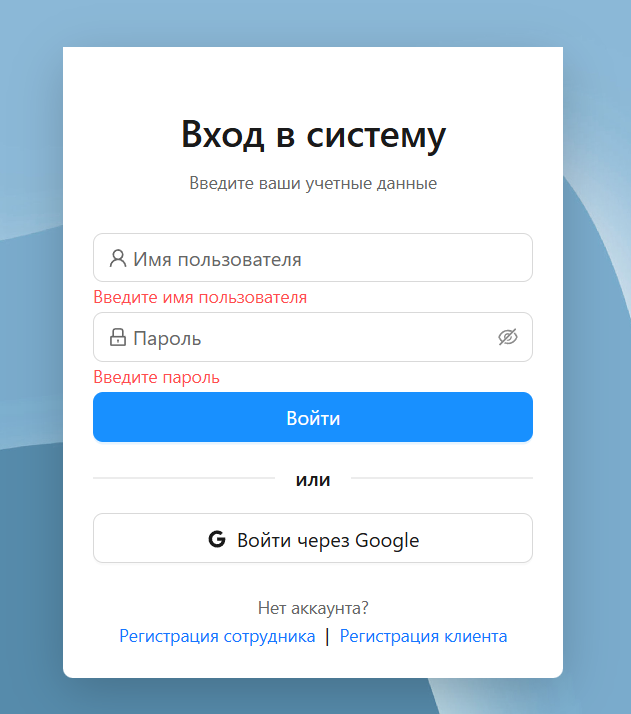 Вход в систему
Введите ваши учетные данные
Имя пользователя
Введите имя пользователя
Пароль
Введите пароль
Войти
или
Войти через Google
Нет аккаунта?
Регистрация сотрудника | Регистрация клиента